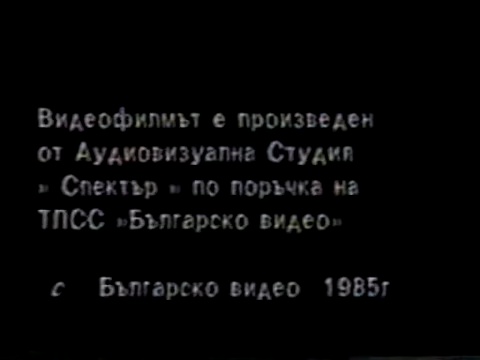 Видеофилмът е произведен
от Аудиовизуална Студия
» Спектър » по поръчка на
ТПСС »Българско видео»
c Българско видео 1985г